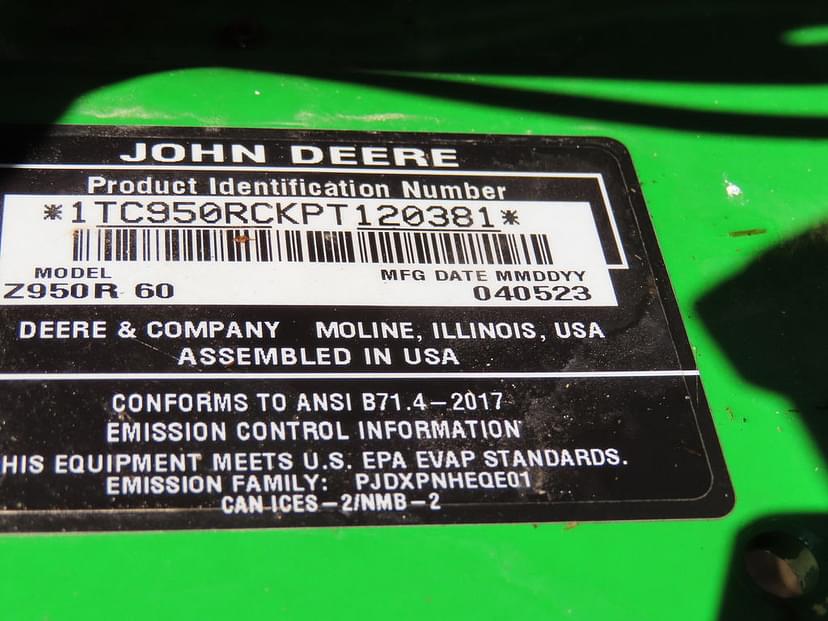 JOHN DEERE
Product Identification Number
*1TC950RCKPT120381*
MODEL MFG DATE MMDDYY
Z950R 60 040523
DEERE & COMPANY MOLINE, ILLINOIS, USA
ASSEMBLED IN USA
CONFORMS TO ANSI B71.4-2017
EMISSION CONTROL INFORMATION
HIS EQUIPMENT MEETS U.S. EPA EVAP STANDARDS.
EMISSION FAMILY: PJDXPNHEQE01
CAN ICES-2/NMB-2